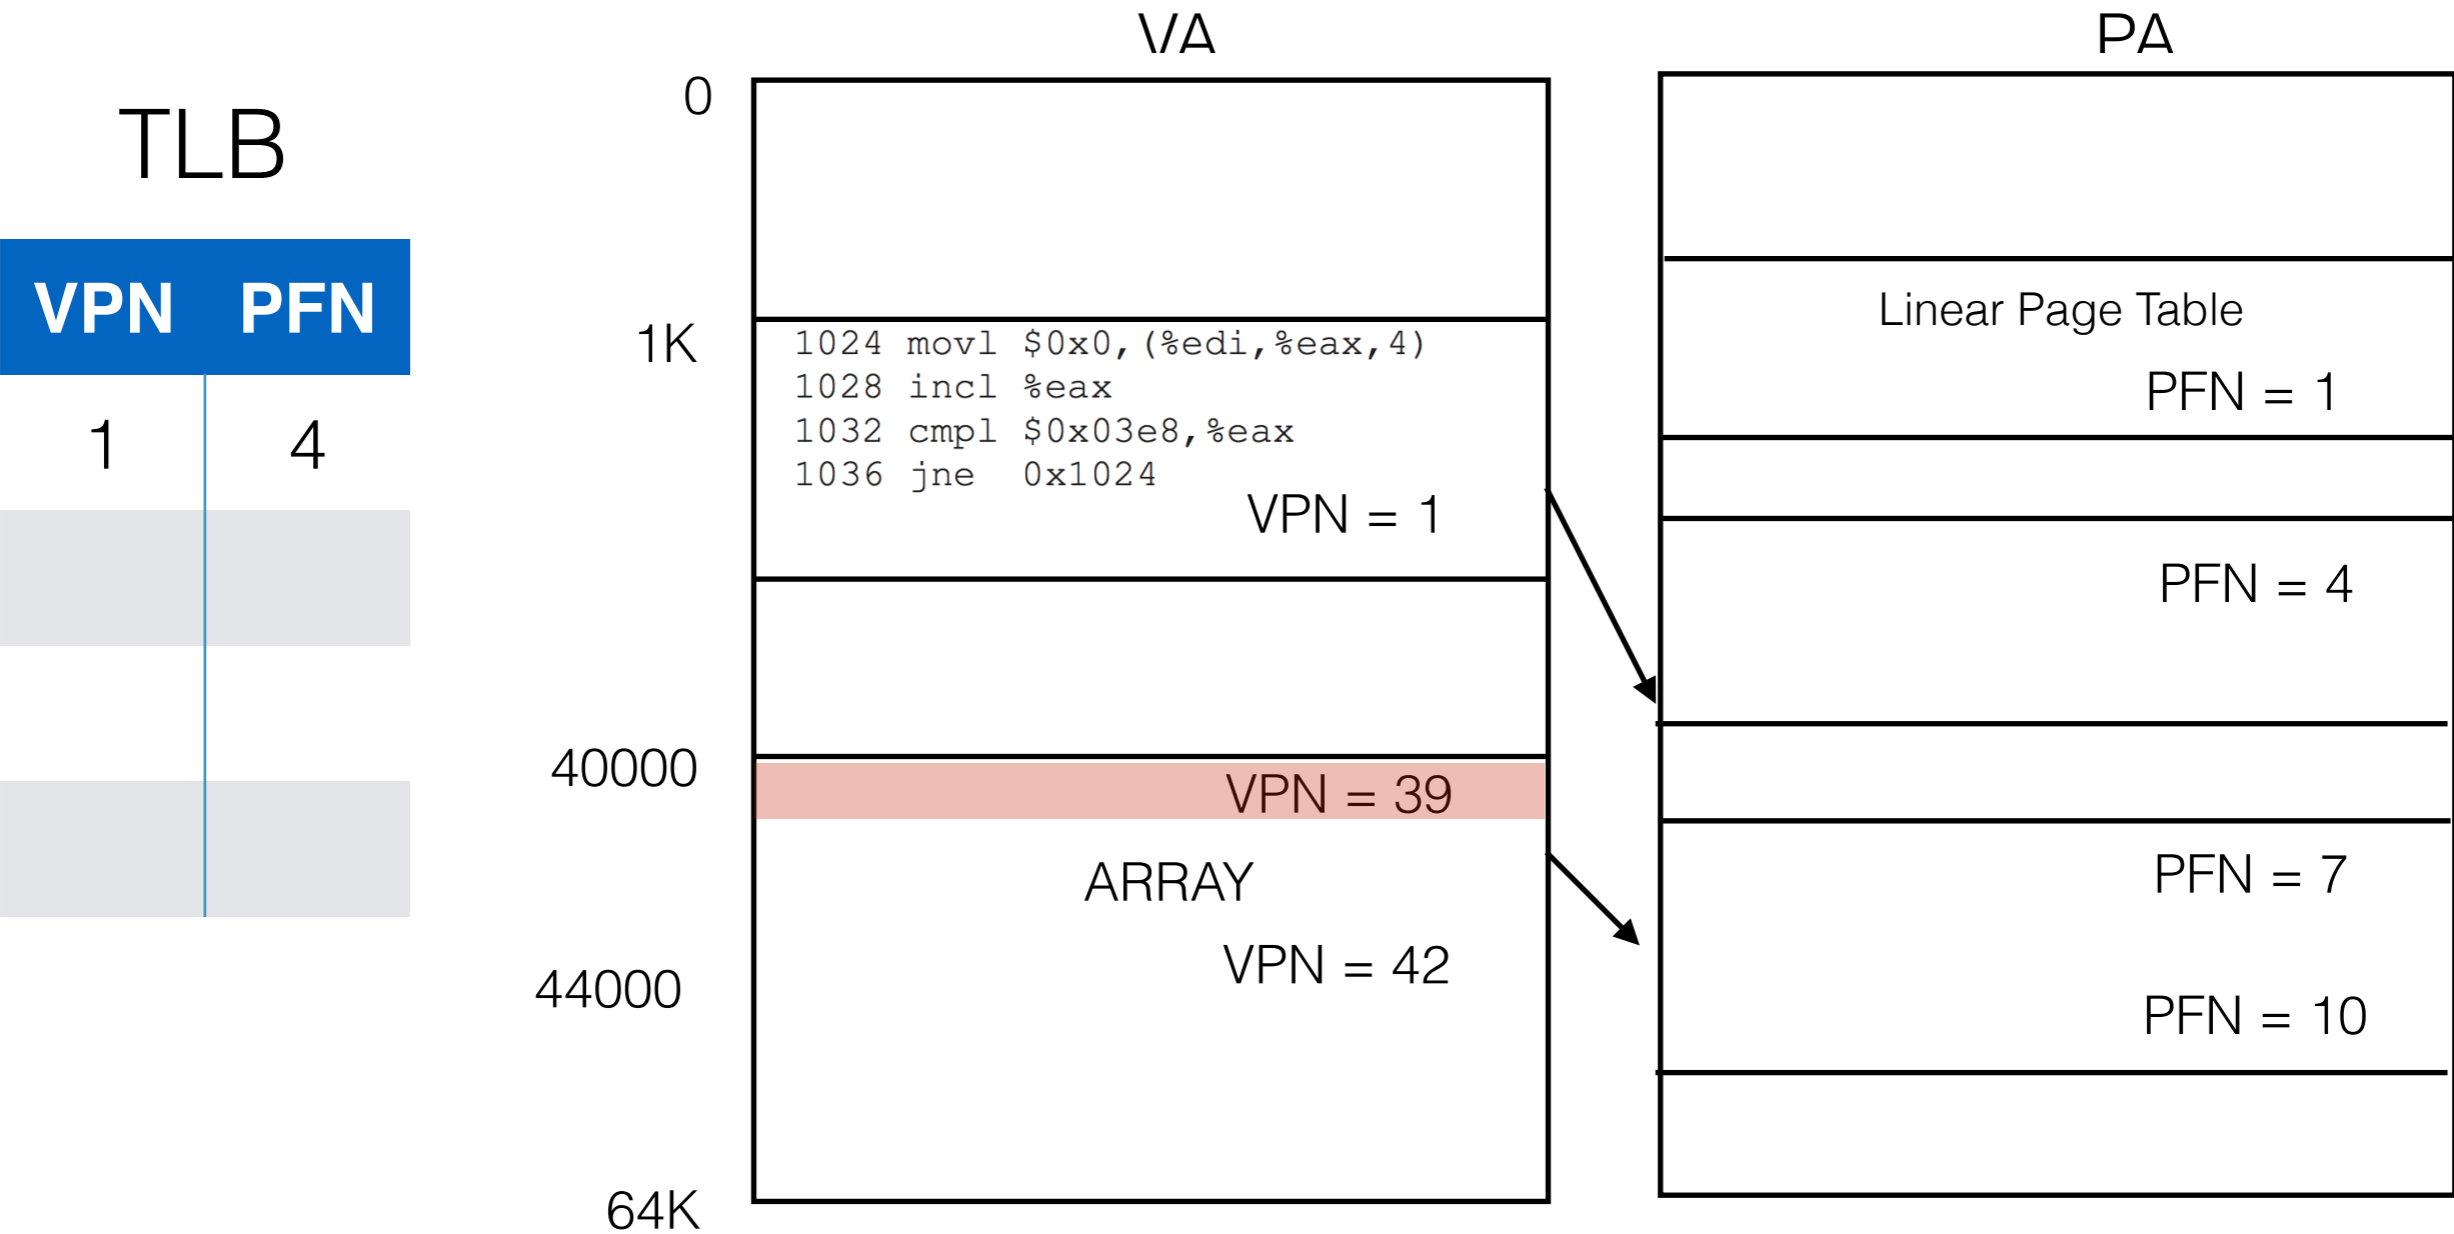 TLB
VPN PFN
1 4
VA
0
1K
1024 movl $0x0,(%edi,%eax,4)
1028 incl %eax
1032 cmpl $0x03e8,%eax
1036 jne 0x1024
VPN = 1
40000
VPN = 39
ARRAY
VPN = 42
44000
64K
PA
Linear Page Table
PFN = 1
PFN = 4
PFN = 7
PFN = 10